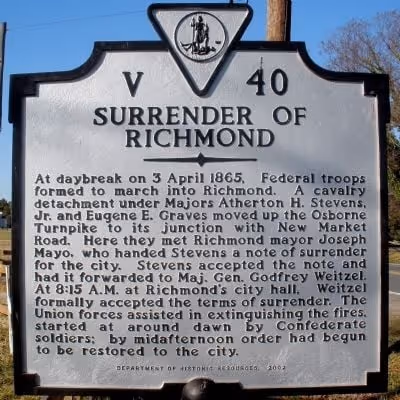 V 40
SURRENDER OF
RICHMOND
At daybreak on 3 April 1865, Federal troops
formed to march into Richmond. A cavalry
detachment under Majors Atherton H. Stevens,
Jr. and Eugene E. Graves moved up the Osborne
Turnpike to its junction with New Market
Road. Here they met Richmond mayor Joseph
Mayo, who handed Stevens a note of surrender
for the city. Stevens accepted the note and
had it forwarded to Maj. Gen. Godfrey Weitzel.
At 8:15 A.M. at Richmond's city hall, Weitzel
formally accepted the terms of surrender. The
Union forces assisted in extinguishing the fires,
started at around dawn by Confederate
soldiers; by midafternoon order had begun
to be restored to the city.
DEPARTMENT OF HISTORIC RESOURCES, 2002